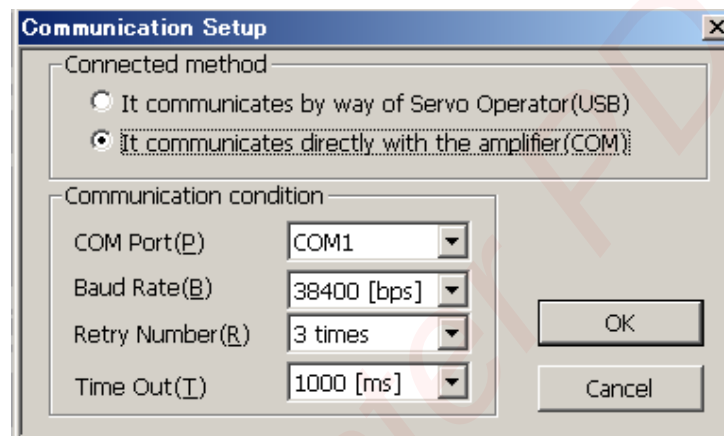 Communication Setup
Connected method
It communicates by way of Servo Operator(USB)
It communicates directly with the amplifier(COM)
Communication condition
COM Port(P) COM1
Baud Rate(B) 38400 [bps]
Retry Number(R) 3 times
Time Out(T) 1000 [ms]
OK
Cancel